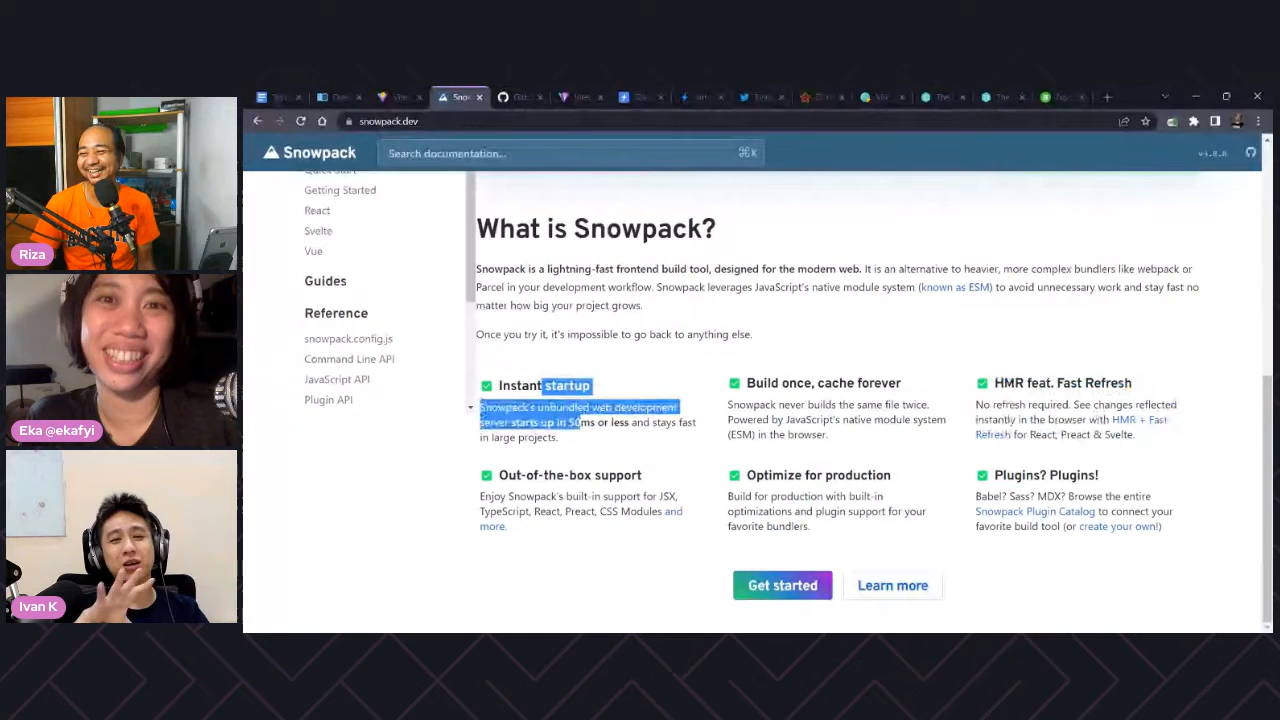 Riza
Eka @ekafyi
Ivan K
snowpack.dev
Snowpack
Search documentation...
⌘K
Getting Started
React
Svelte
Vue
Guides
Reference
snowpack.config.js
Command Line API
JavaScript API
Plugin API
What is Snowpack?
Snowpack is a lightning-fast frontend build tool, designed for the modern web. It is an alternative to heavier, more complex bundlers like webpack or
Parcel in your development workflow. Snowpack leverages JavaScript's native module system (known as ESM) to avoid unnecessary work and stay fast no
matter how big your project grows.
Once you try it, it's impossible to go back to anything else.
Instant startup
Snowpack's unbundled web development
server starts up in 50ms or less and stays fast
in large projects.
Build once, cache forever
Snowpack never builds the same file twice.
Powered by JavaScript's native module system
(ESM) in the browser.
HMR feat. Fast Refresh
No refresh required. See changes reflected
instantly in the browser with HMR + Fast
Refresh for React, Preact & Svelte.
Out-of-the-box support
Enjoy Snowpack's built-in support for JSX,
TypeScript, React, Preact, CSS Modules and
more.
Optimize for production
Build for production with built-in
optimizations and plugin support for your
favorite bundlers.
Plugins? Plugins!
Babel? Sass? MDX? Browse the entire
Snowpack Plugin Catalog to connect your
favorite build tool (or create your own!)
Get started
Learn more